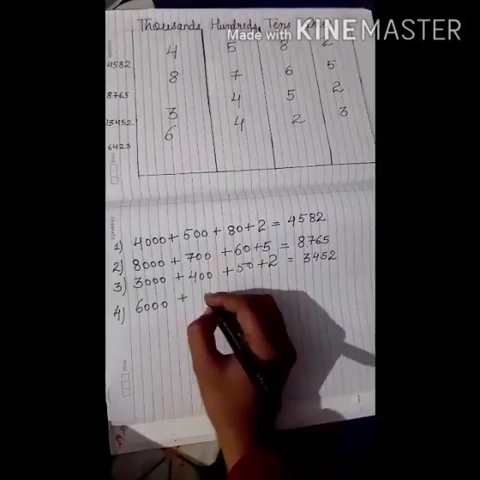 Made with KINEMASTER
Thousands Hundreds Tens
4582 4 5 8 2
8765 8 7 6 5
3452 3 4 5 2
6423 6 4 2 3
1) 4000 + 500 + 80 + 2 = 4582
2) 8000 + 700 + 60 + 5 = 8765
3) 3000 + 400 + 50 + 2 = 3452
4) 6000 +